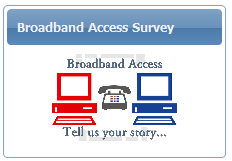 Broadband Access Survey
Broadband Access
Tell us your story...